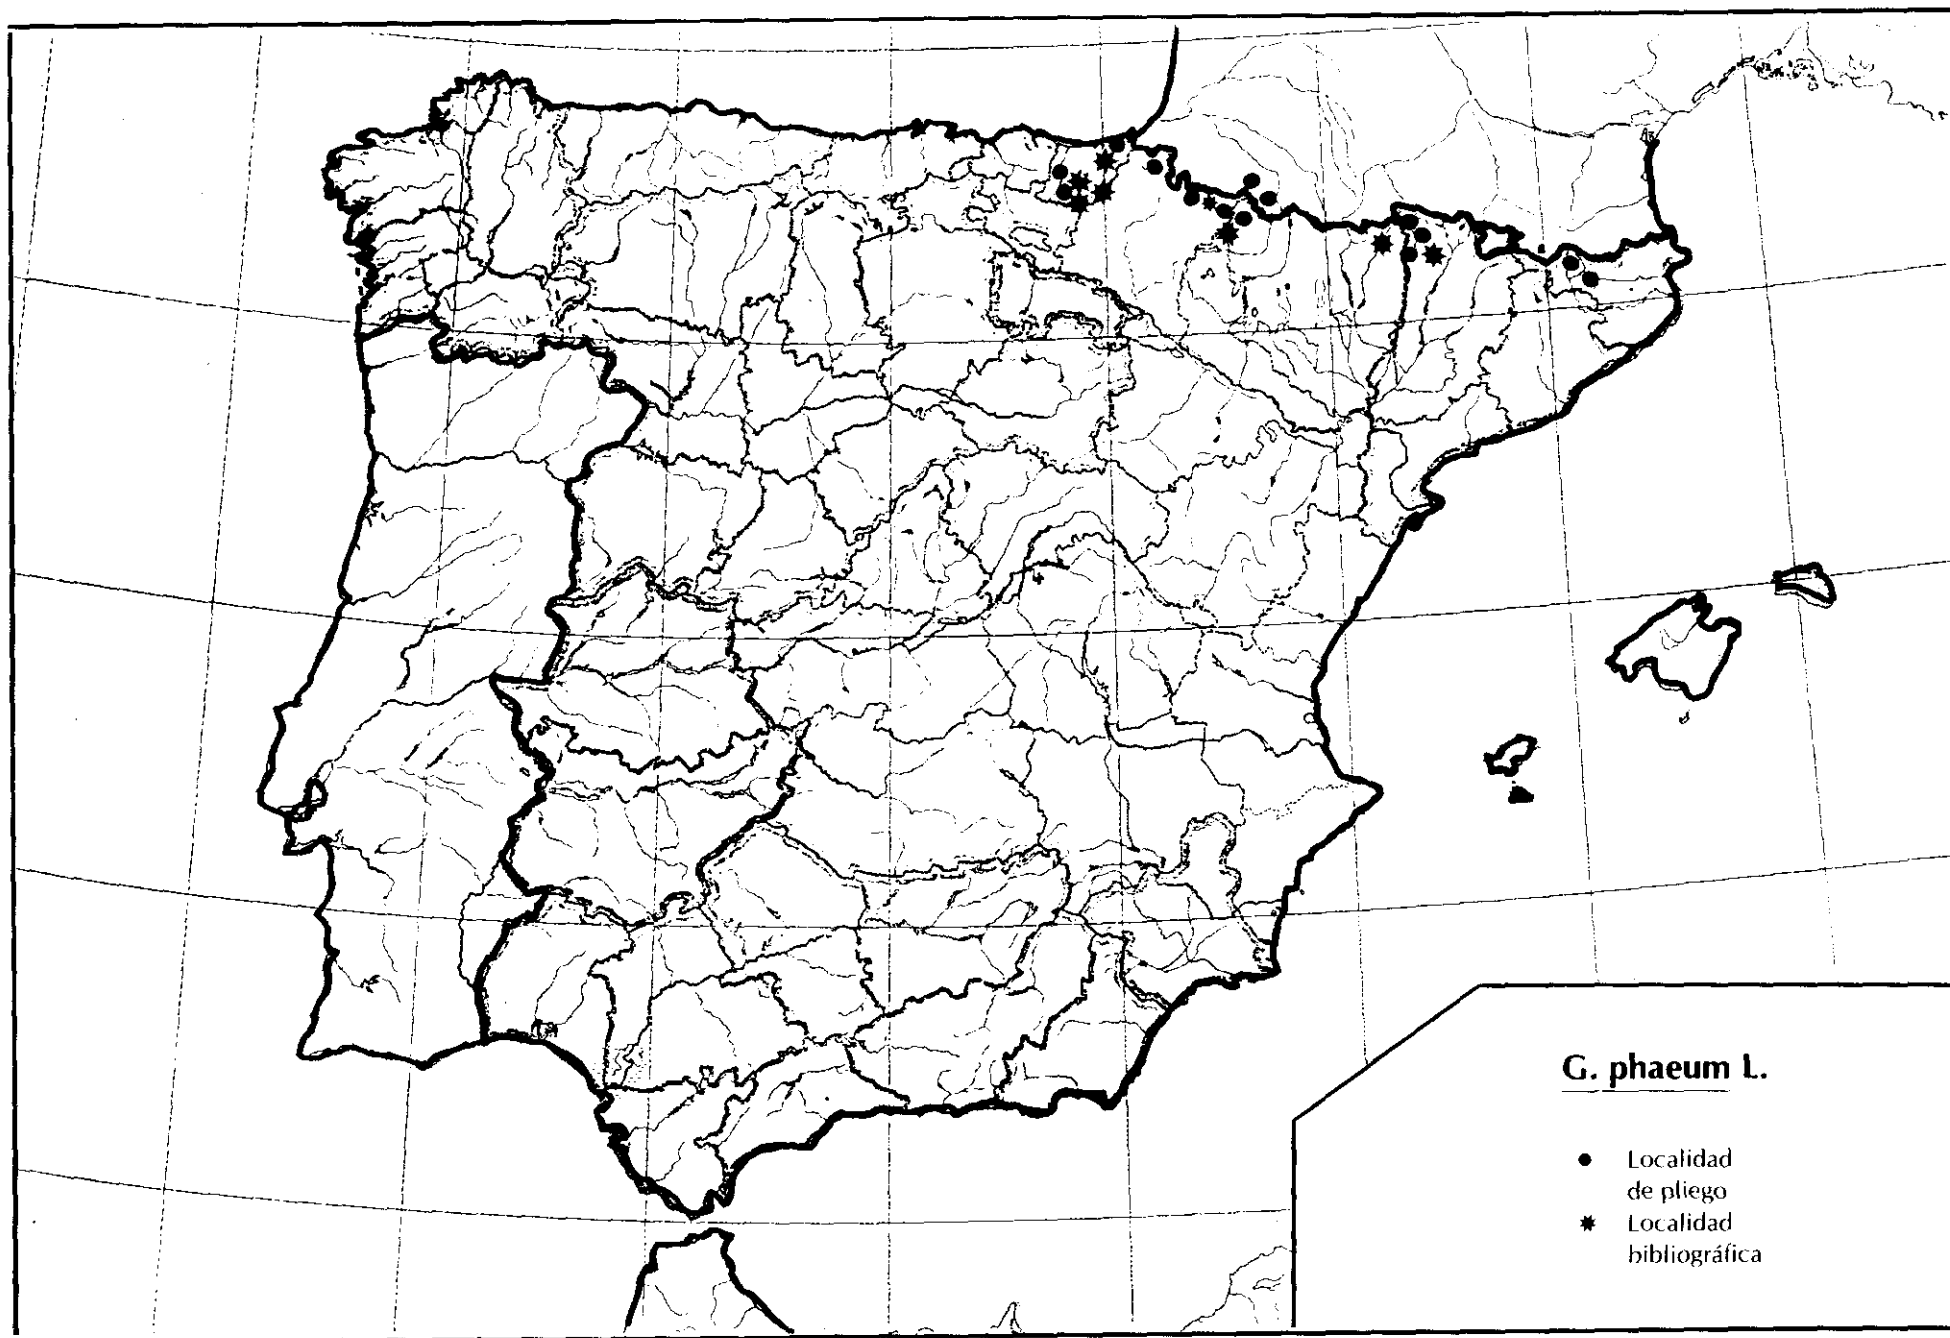 G. phaeum L.
● Localidad
de pliego
✷ Localidad
bibliográfica